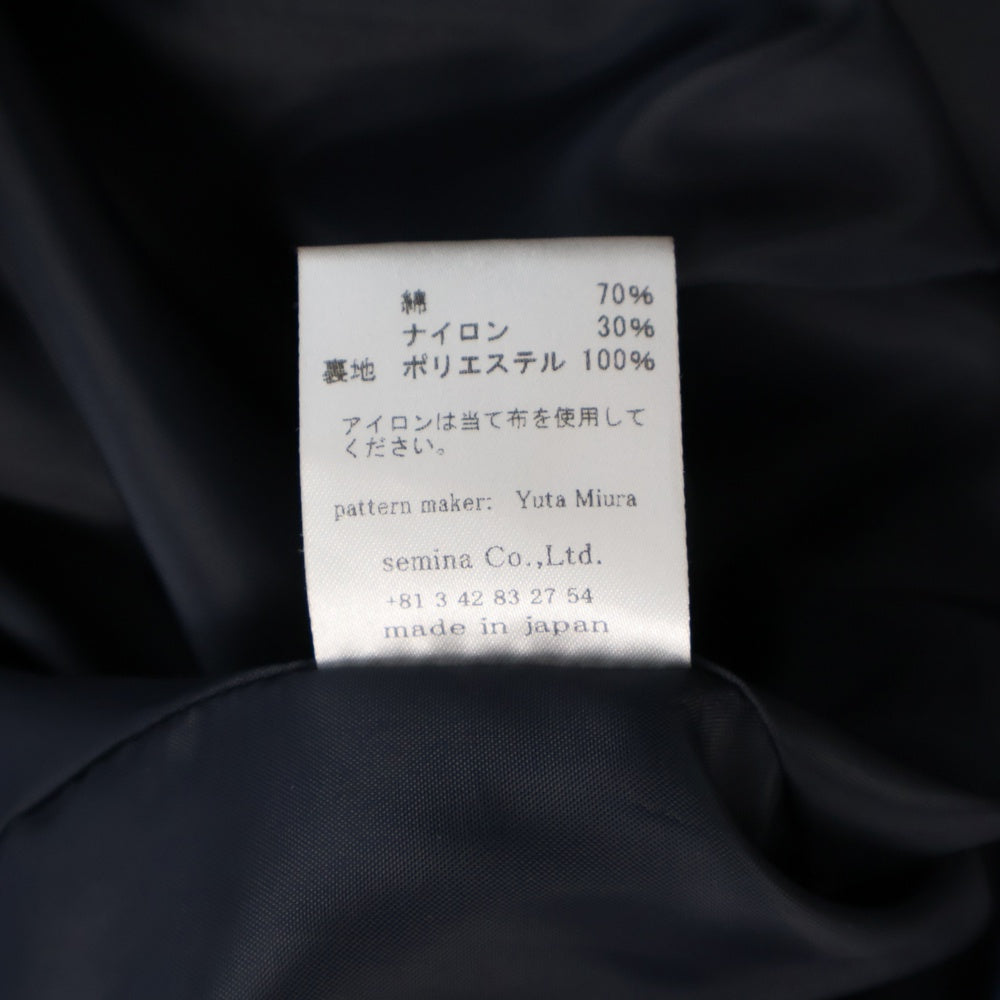 綿 70%
ナイロン 30%
裏地 ポリエステル 100%
アイロンは当て布を使用して
ください。
pattern maker: Yuta Miura
semina Co.,Ltd.
+81 3 42 83 27 54
made in japan